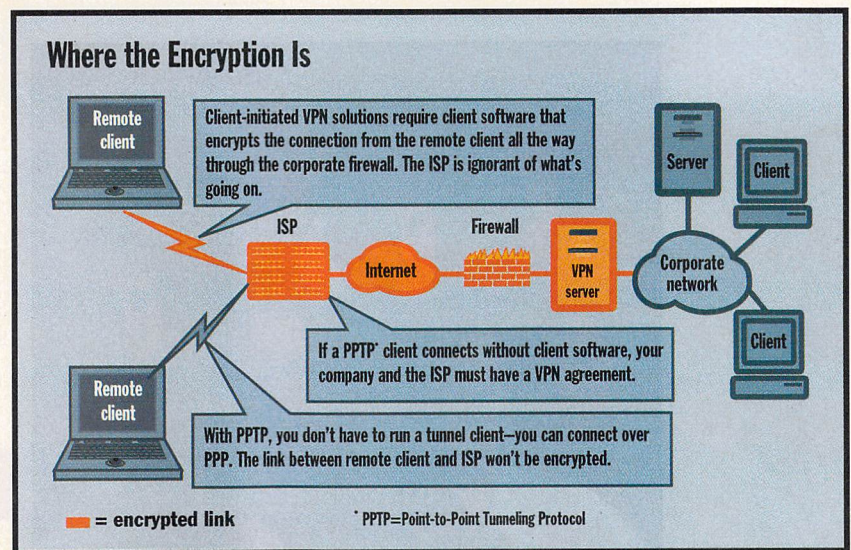 Where the Encryption Is
Remote
client
Client-initiated VPN solutions require client software that
encrypts the connection from the remote client all the way
through the corporate firewall. The ISP is ignorant of what's
going on.
Server
Client
ISP
Internet
Firewall
VPN
server
Corporate
network
Client
If a PPTP* client connects without client software, your
company and the ISP must have a VPN agreement.
Remote
client
With PPTP, you don't have to run a tunnel client—you can connect over
PPP. The link between remote client and ISP won't be encrypted.
= encrypted link
* PPTP=Point-to-Point Tunneling Protocol